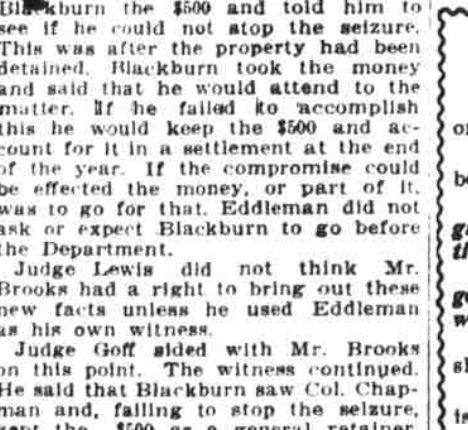 Blackburn the $500 and told him to
see if he could not stop the seizure.
This was after the property had been
detained. Blackburn took the money
and said that he would attend to the
matter. If he failed to accomplish
this he would keep the $500 and ac-
count for it in a settlement at the end
of the year. If the compromise could
be effected the money, or part of it,
was to go for that. Eddleman did not
ask or expect Blackburn to go before
the Department.
Judge Lewis did not think Mr.
Brooks had a right to bring out these
new facts unless he used Eddleman
as his own witness.
Judge Goff sided with Mr. Brooks
on this point. The witness continued.
He said that Blackburn saw Col. Chap-
man and, failing to stop the seizure,
kept the $500 as a general retainer.